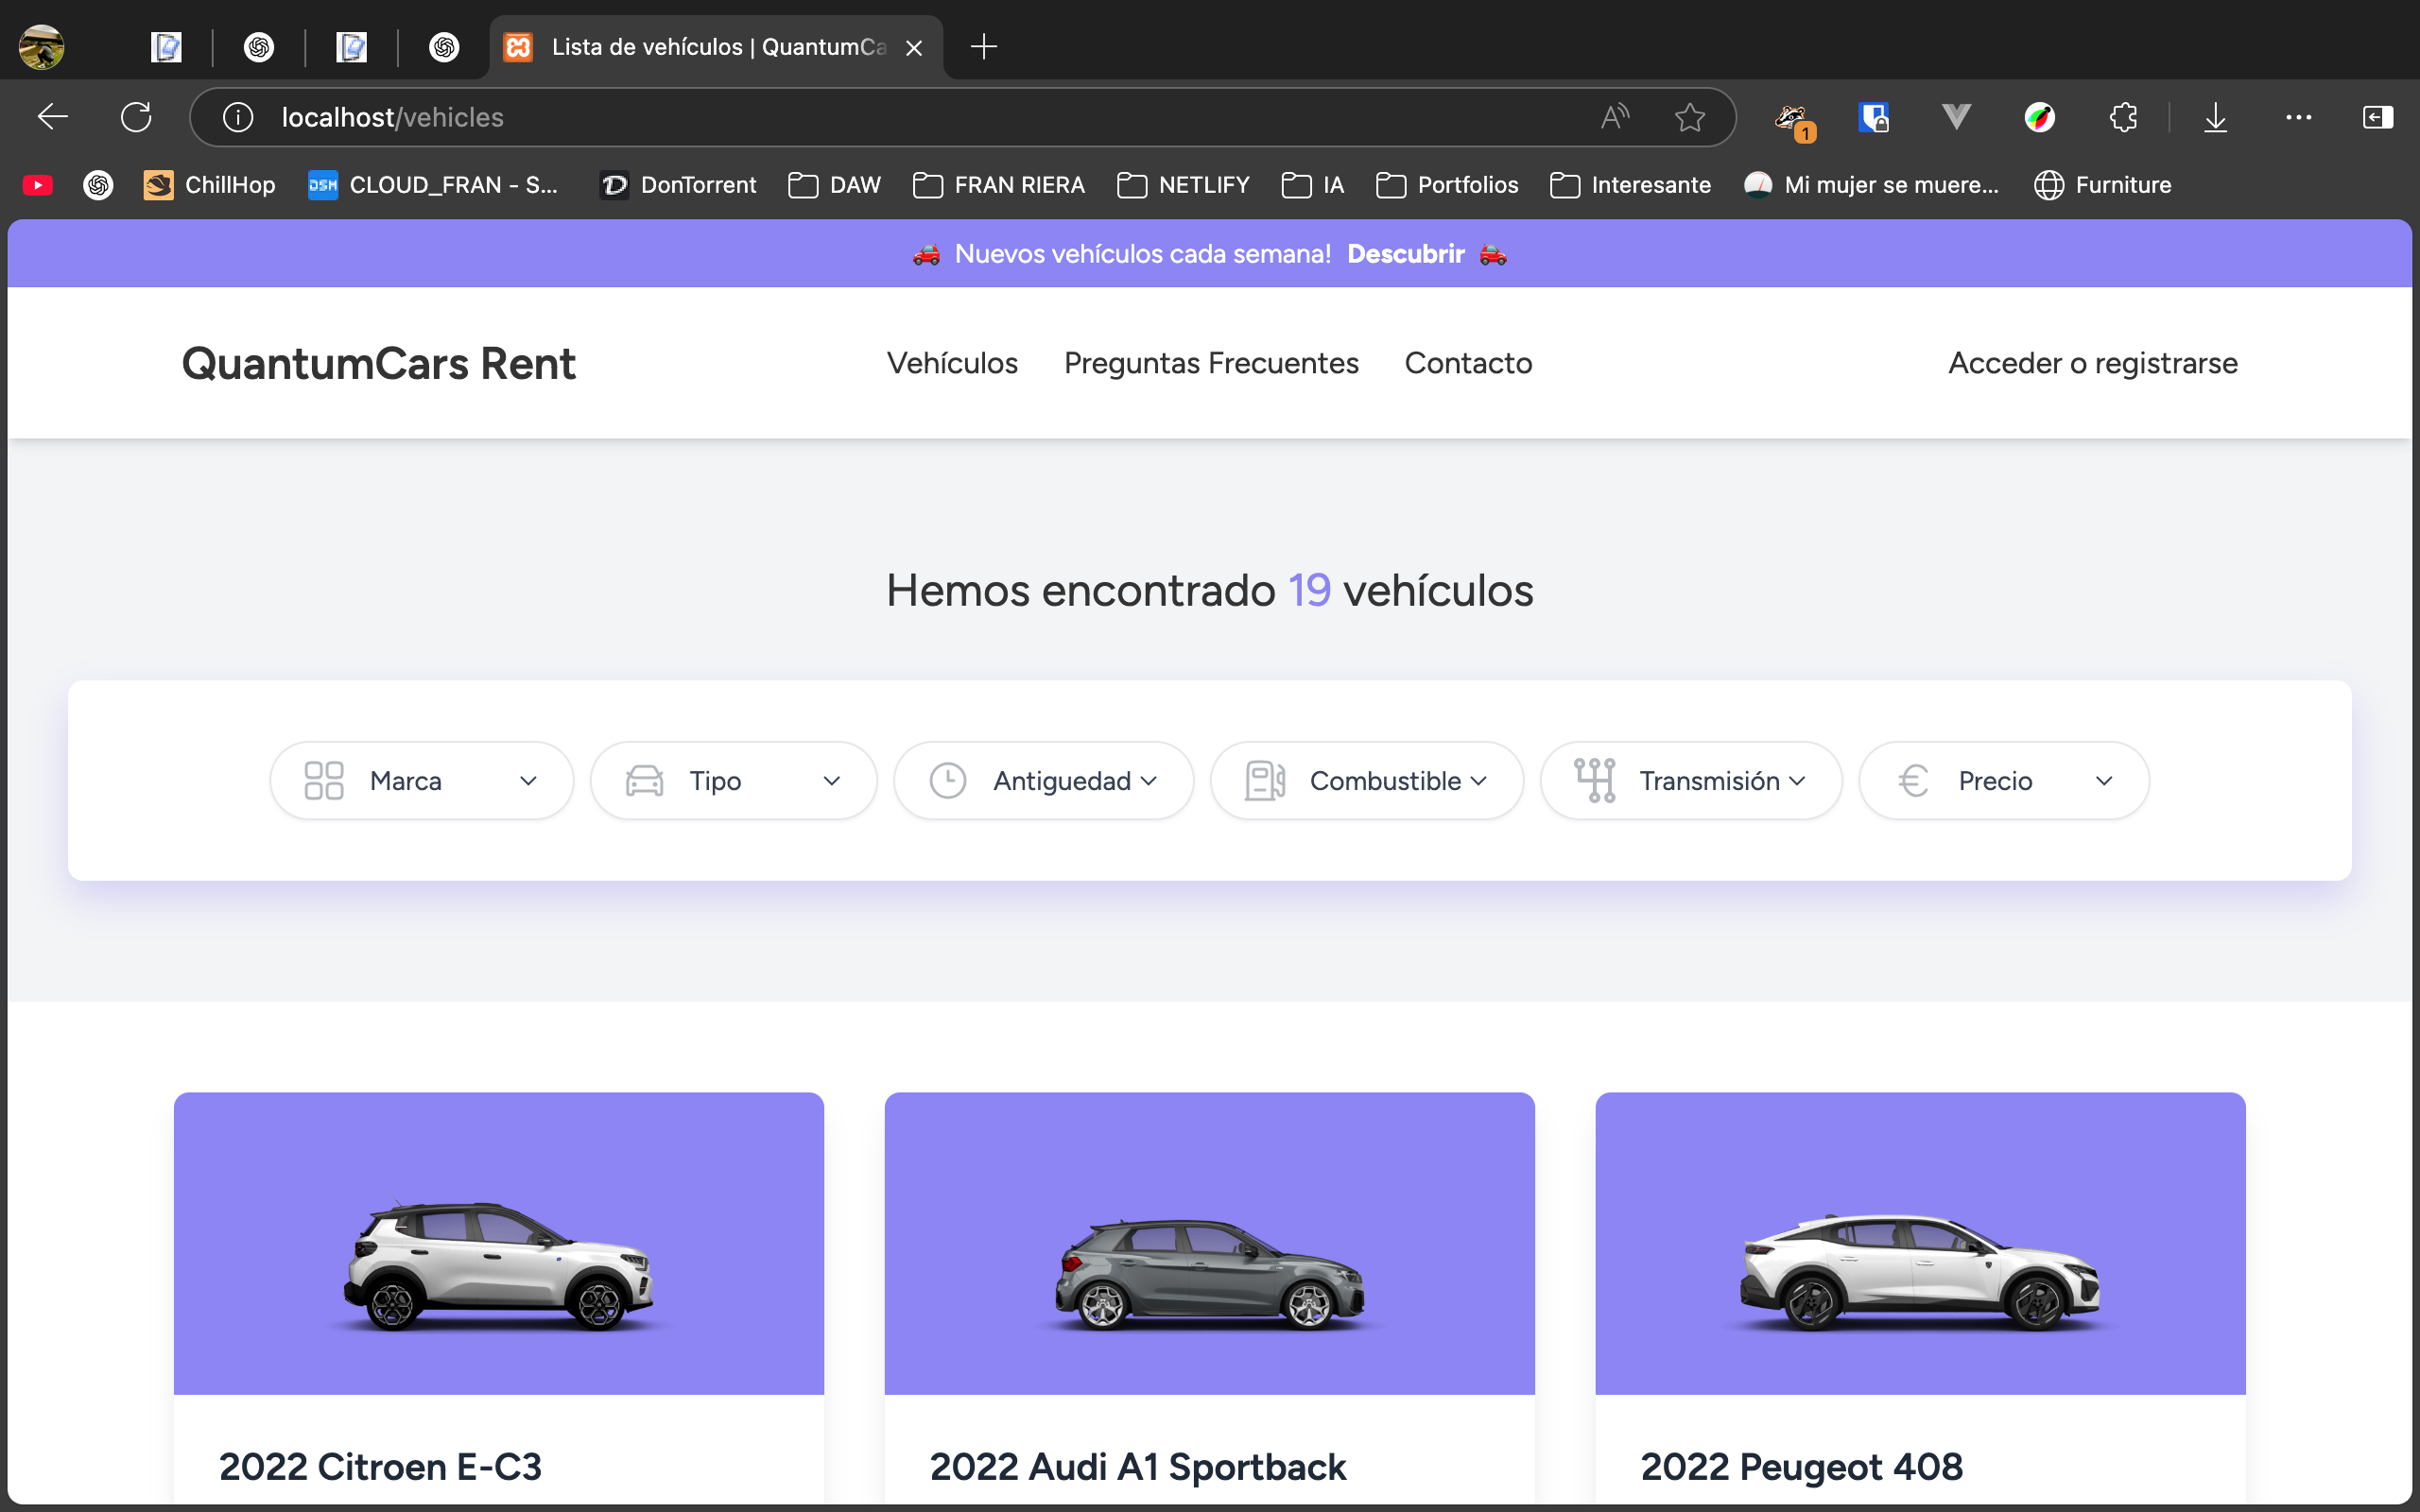 Lista de vehículos | QuantumCa
localhost/vehicles
1
ChillHop
DSM
CLOUD_FRAN - S...
DonTorrent
DAW
FRAN RIERA
NETLIFY
IA
Portfolios
Interesante
Mi mujer se muere...
Furniture
Nuevos vehículos cada semana! Descubrir
QuantumCars Rent
Vehículos
Preguntas Frecuentes
Contacto
Acceder o registrarse
Hemos encontrado 19 vehículos
Marca
Tipo
Antiguedad
Combustible
Transmisión
Precio
2022 Citroen E-C3
2022 Audi A1 Sportback
2022 Peugeot 408